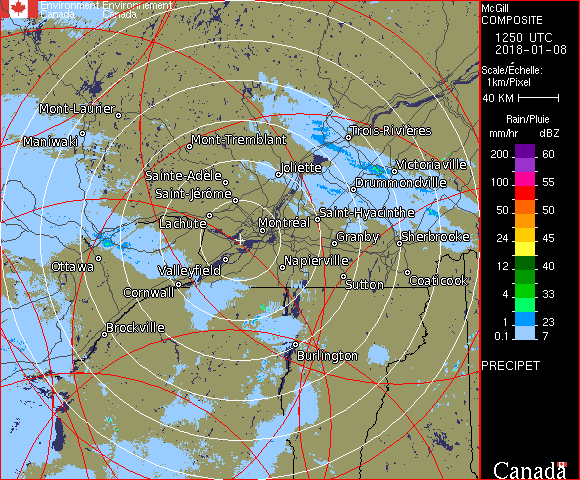 Environment Environnement
Canada Canada
McGill
COMPOSITE
1250 UTC
2018-01-08
Scale/Échelle:
1km/Pixel
40 KM
Rain/Pluie
mm/hr dBZ
200 60
100 55
50 50
24 45
12 40
4 33
1 23
0.1 7
PRECIPET
Canada
Mont-Laurier
Maniwaki
Mont-Tremblant
Trois-Rivières
Joliette
Victoriaville
Sainte-Adèle
Drummondville
Saint-Jérôme
Lachute
Saint-Hyacinthe
Montréal
Granby
Sherbrooke
Ottawa
Valleyfield
Napierville
Cornwall
Sutton
Coaticook
Brockville
Burlington